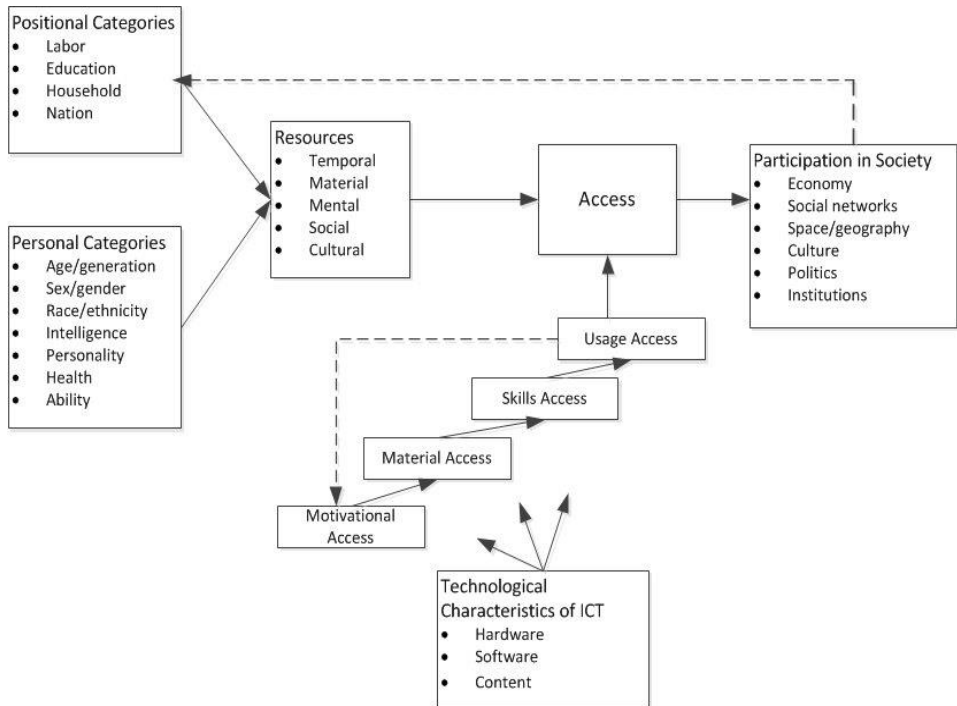 Positional Categories
• Labor
• Education
• Household
• Nation
Personal Categories
• Age/generation
• Sex/gender
• Race/ethnicity
• Intelligence
• Personality
• Health
• Ability
Resources
• Temporal
• Material
• Mental
• Social
• Cultural
Access
Participation in Society
• Economy
• Social networks
• Space/geography
• Culture
• Politics
• Institutions
Usage Access
Skills Access
Material Access
Motivational
Access
Technological
Characteristics of ICT
• Hardware
• Software
• Content